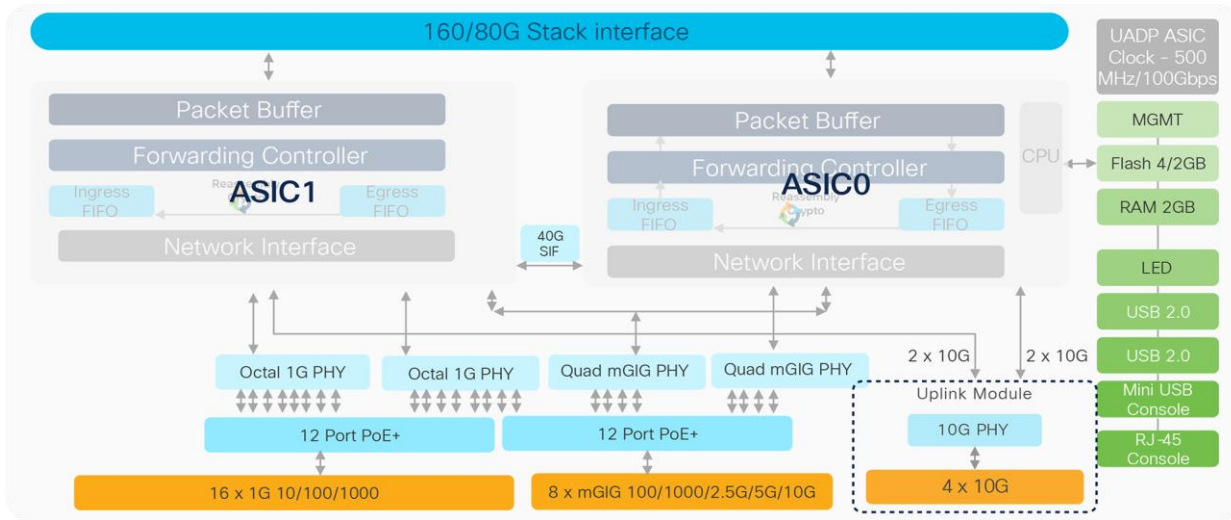 160/80G Stack interface
UADP ASIC
Clock – 500
MHz/100Gbps
Packet Buffer
Forwarding Controller
Ingress
FIFO
Reassembly
ASIC1
Egress
FIFO
Network Interface
40G
SIF
Packet Buffer
Forwarding Controller
ASIC0
Ingress
FIFO
Reassembly
Crypto
Egress
FIFO
Network Interface
CPU
MGMT
Flash 4/2GB
RAM 2GB
LED
USB 2.0
USB 2.0
Mini USB
Console
RJ-45
Console
Octal 1G PHY
Octal 1G PHY
Quad mGIG PHY
Quad mGIG PHY
2 x 10G
2 x 10G
Uplink Module
10G PHY
4 x 10G
12 Port PoE+
12 Port PoE+
16 x 1G 10/100/1000
8 x mGIG 100/1000/2.5G/5G/10G